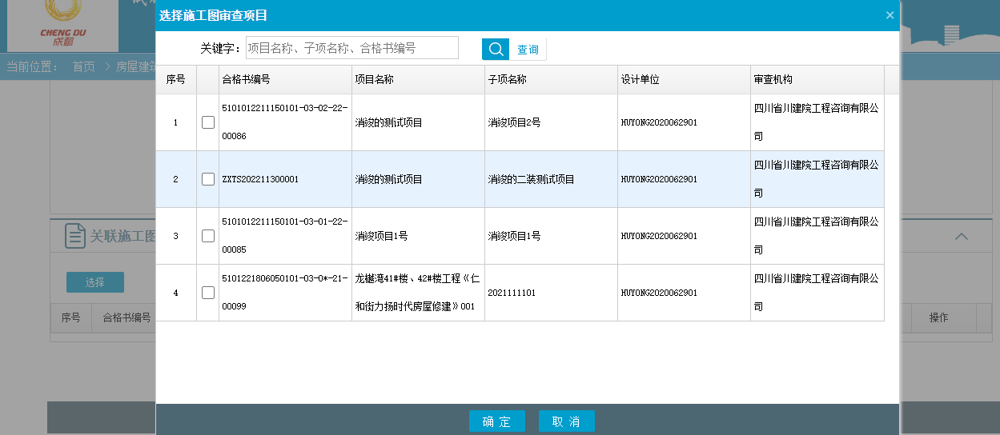 选择施工图审查项目
×
CHENG DU
成都
当前位置： 首页 > 房屋建筑
关键字： 项目名称、子项名称、合格书编号 查询
序号 合格书编号 项目名称 子项名称 设计单位 审查机构
1 5101012211150101-03-02-22-00086 消竣的测试项目 消竣项目2号 HUYONG2020062901 四川省川建院工程咨询有限公司
2 ZXTS202211300001 消竣的测试项目 消竣的二装测试项目 HUYONG2020062901 四川省川建院工程咨询有限公司
3 5101012211150101-03-01-22-00085 消竣项目1号 消竣项目1号 HUYONG2020062901 四川省川建院工程咨询有限公司
4 5101221806050101-03-0*-21-00099 龙樾湾41#楼、42#楼工程《仁和街力扬时代房屋修建》001 2021111101 HUYONG2020062901 四川省川建院工程咨询有限公司
关联施工图
选择
序号 合格书编号 操作
确 定 取 消